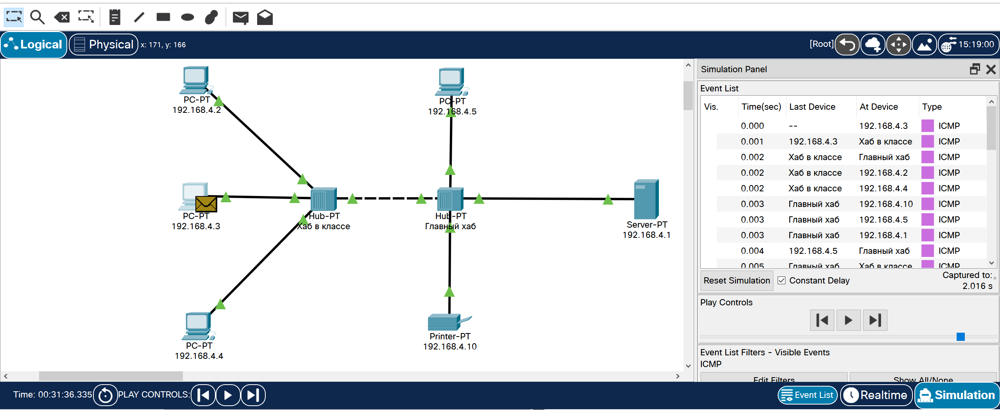 Logical
Physical
x: 171, y: 166
[Root]
15:19:00
PC-PT
192.168.4.2
PC-PT
192.168.4.5
PC-PT
192.168.4.3
Hub-PT
Хаб в классе
Hub-PT
Главный хаб
Server-PT
192.168.4.1
PC-PT
192.168.4.4
Printer-PT
192.168.4.10
Simulation Panel
Event List
Vis. Time(sec) Last Device At Device Type
0.000 -- 192.168.4.3 ICMP
0.001 192.168.4.3 Хаб в классе ICMP
0.002 Хаб в классе Главный хаб ICMP
0.002 Хаб в классе 192.168.4.2 ICMP
0.002 Хаб в классе 192.168.4.4 ICMP
0.003 Главный хаб 192.168.4.10 ICMP
0.003 Главный хаб 192.168.4.5 ICMP
0.003 Главный хаб 192.168.4.1 ICMP
0.004 192.168.4.5 Главный хаб ICMP
0.005 Главный хаб Хаб в классе ICMP
Reset Simulation
Constant Delay
Captured to: *
2.016 s
Play Controls
Event List Filters - Visible Events
ICMP
Edit Filters
Show All/None
Time: 00:31:36.335
PLAY CONTROLS:
Event List
Realtime
Simulation